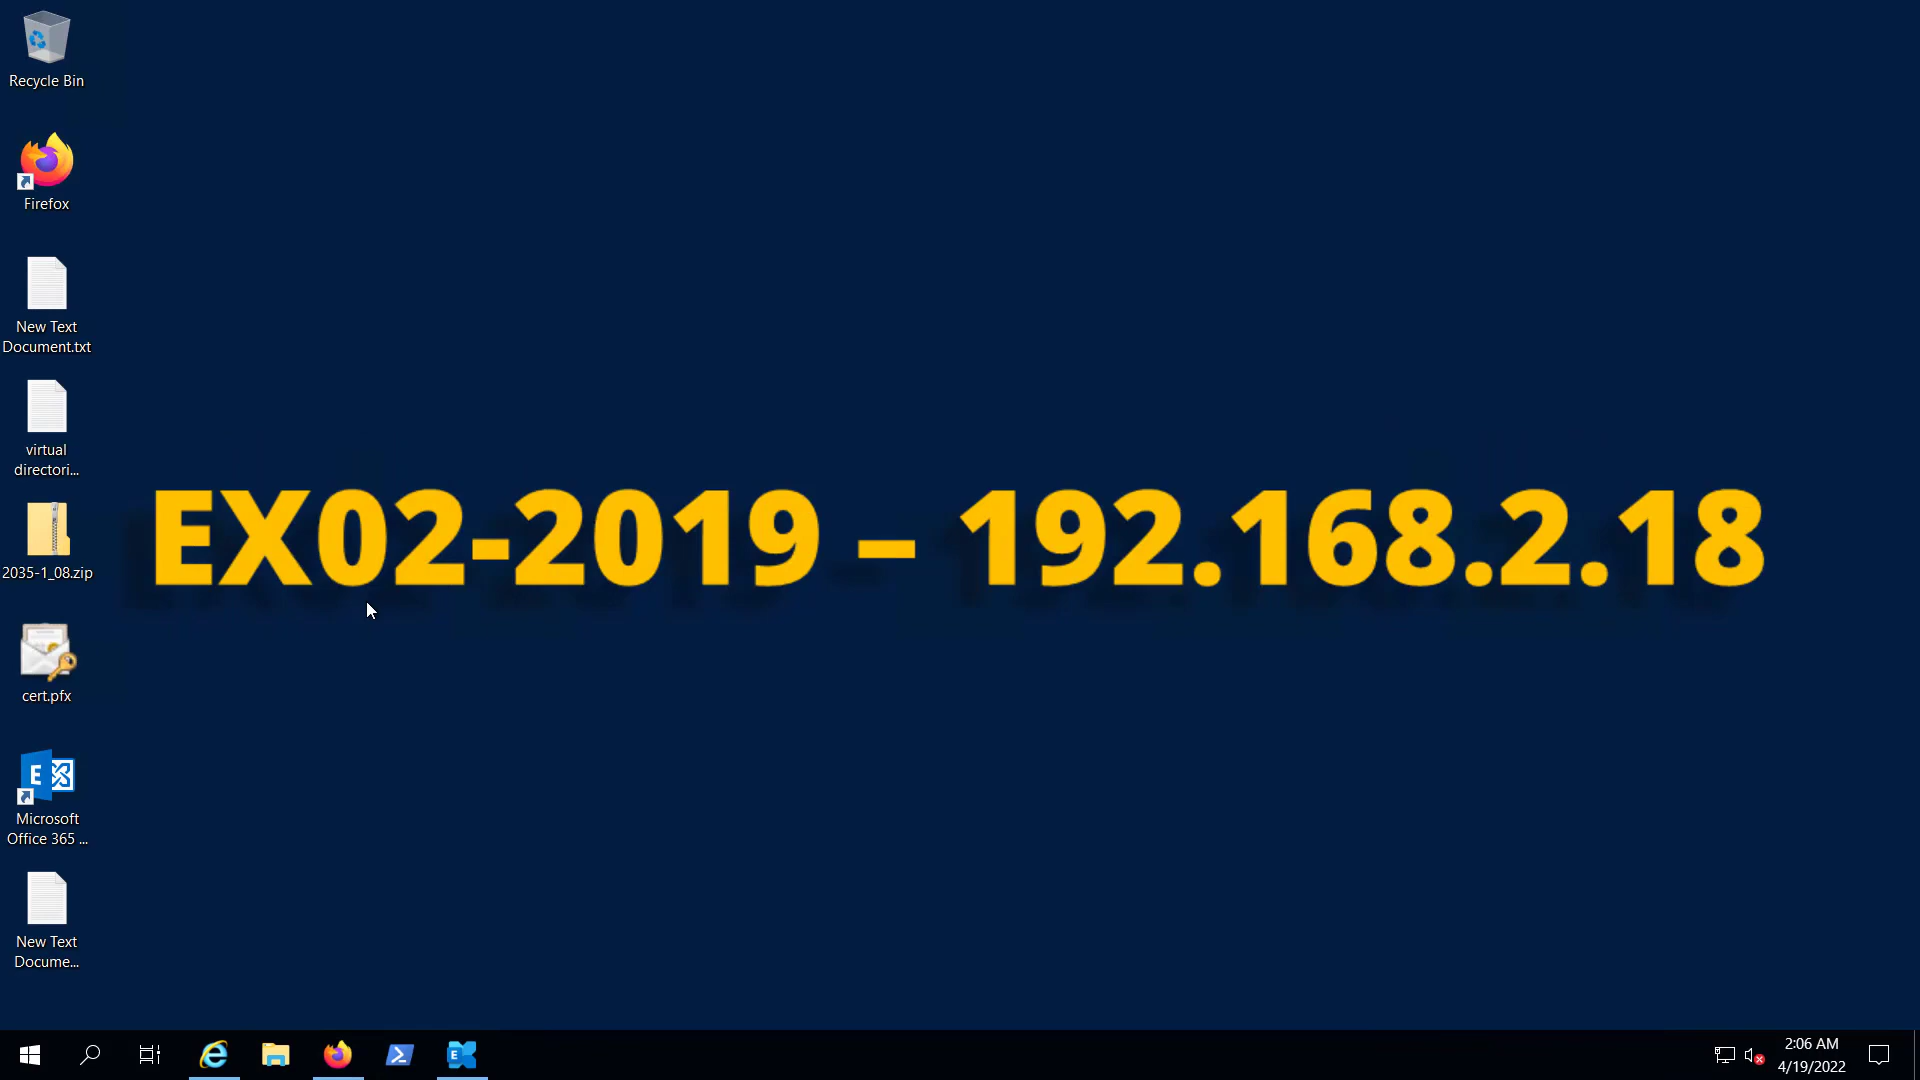 Recycle Bin
Firefox
New Text
Document.txt
virtual
directori...
2035-1_08.zip
EX02-2019 – 192.168.2.18
cert.pfx
Microsoft
Office 365 ...
New Text
Docume...
2:06 AM
4/19/2022